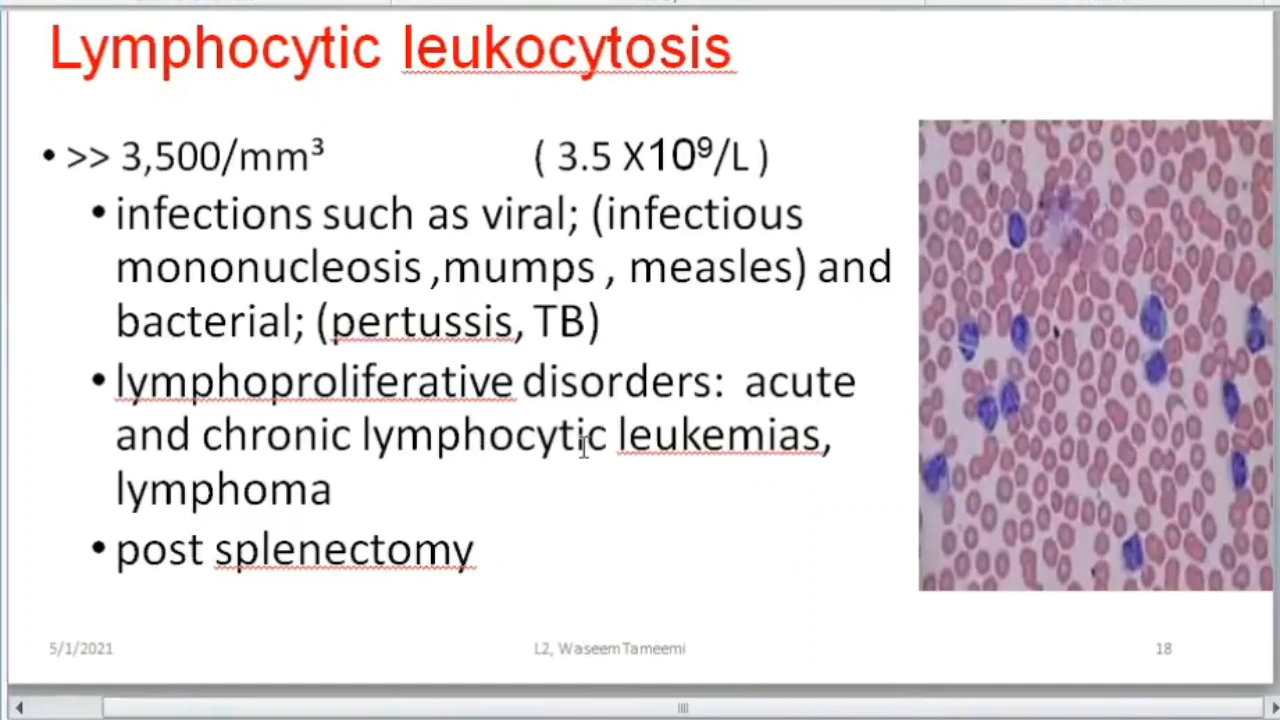 Lymphocytic leukocytosis
• >> 3,500/mm³ ( 3.5 X10⁹/L )
• infections such as viral; (infectious
mononucleosis ,mumps , measles) and
bacterial; (pertussis, TB)
• lymphoproliferative disorders: acute
and chronic lymphocytic leukemias,
lymphoma
• post splenectomy
5/1/2021 L2, Waseem Tameemi 18